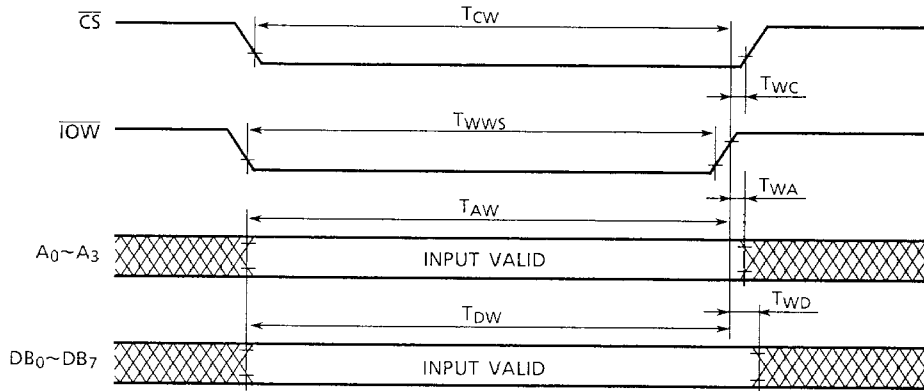 CS
TCW
TWC
IOW
TWWS
TWA
TAW
A0~A3
INPUT VALID
TWD
TDW
DB0~DB7
INPUT VALID